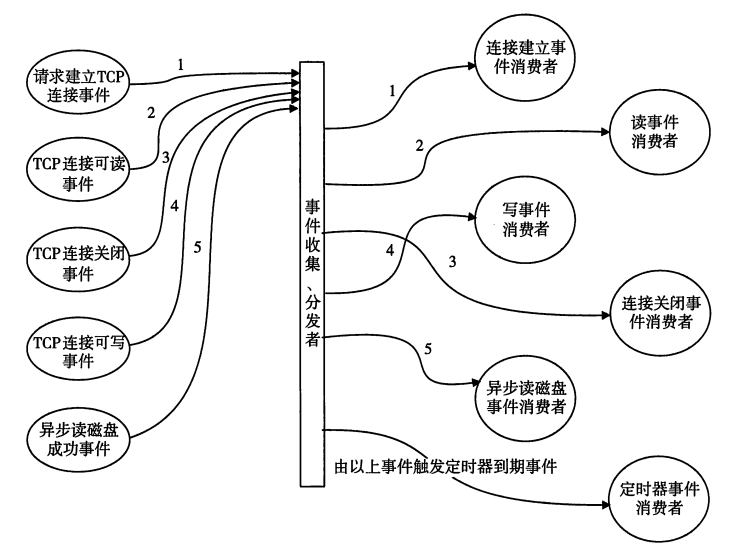 请求建立TCP
连接事件
TCP连接可读
事件
TCP连接关闭
事件
TCP连接可写
事件
异步读磁盘
成功事件
1
2
3
4
5
事件收集、分发者
1
2
4
3
5
由以上事件触发定时器到期事件
连接建立事
件消费者
读事件
消费者
写事件
消费者
连接关闭事
件消费者
异步读磁盘
事件消费者
定时器事件
消费者